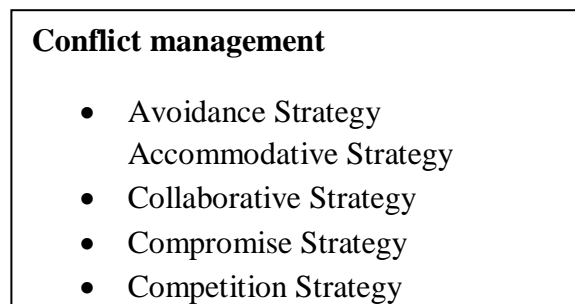 Conflict management
• Avoidance Strategy
Accommodative Strategy
• Collaborative Strategy
• Compromise Strategy
• Competition Strategy